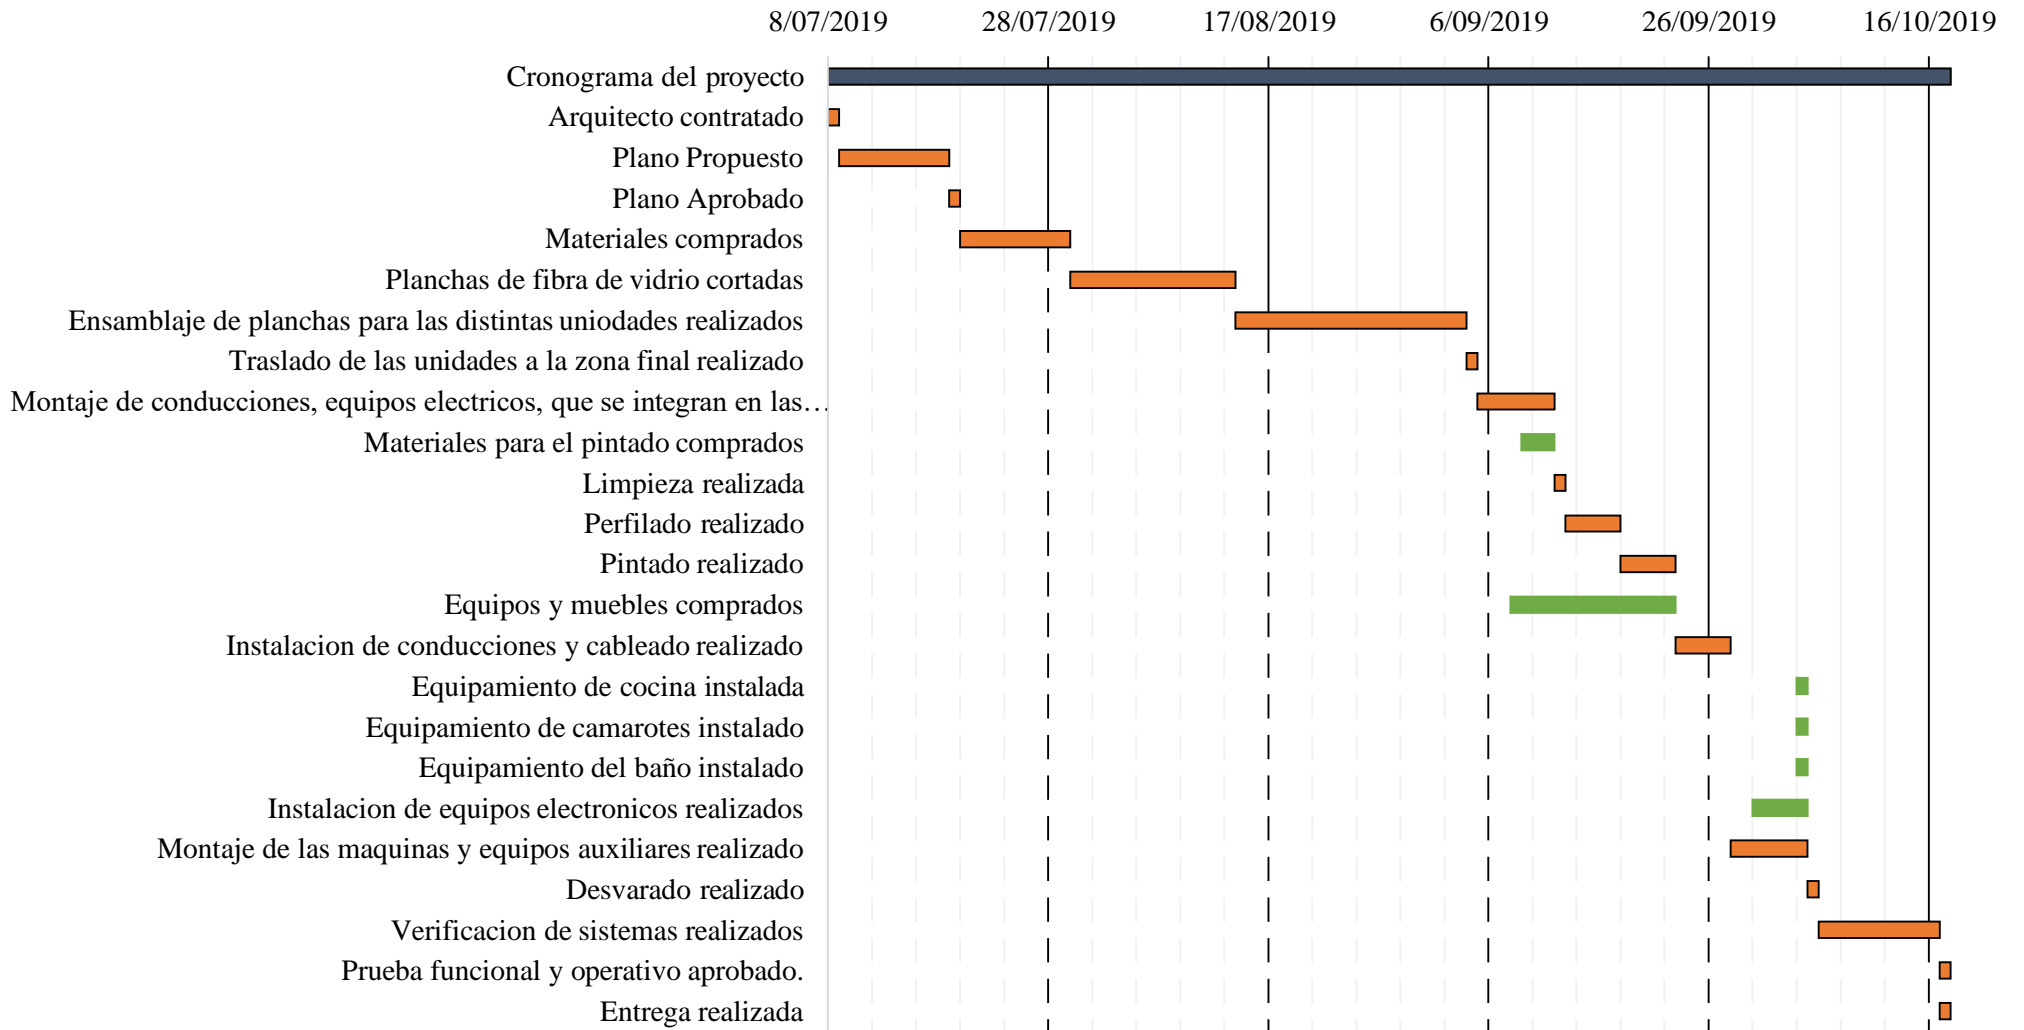 8/07/2019 28/07/2019 17/08/2019 6/09/2019 26/09/2019 16/10/2019
Cronograma del proyecto
Arquitecto contratado
Plano Propuesto
Plano Aprobado
Materiales comprados
Planchas de fibra de vidrio cortadas
Ensamblaje de planchas para las distintas uniodades realizados
Traslado de las unidades a la zona final realizado
Montaje de conducciones, equipos electricos, que se integran en las…
Materiales para el pintado comprados
Limpieza realizada
Perfilado realizado
Pintado realizado
Equipos y muebles comprados
Instalacion de conducciones y cableado realizado
Equipamiento de cocina instalada
Equipamiento de camarotes instalado
Equipamiento del baño instalado
Instalacion de equipos electronicos realizados
Montaje de las maquinas y equipos auxiliares realizado
Desvarado realizado
Verificacion de sistemas realizados
Prueba funcional y operativo aprobado.
Entrega realizada